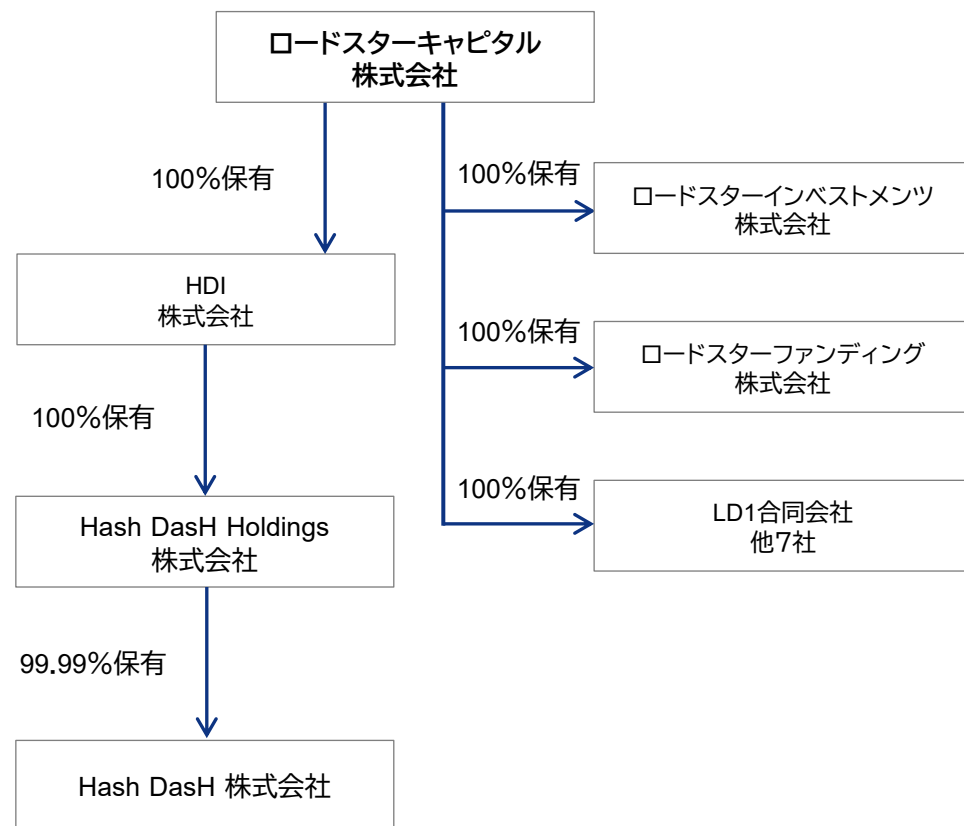 ロードスターキャピタル
株式会社
100%保有
100%保有
ロードスターインベストメンツ
株式会社
HDI
株式会社
100%保有
ロードスターファンディング
株式会社
100%保有
100%保有
Hash DasH Holdings
株式会社
LD1合同会社
他7社
99.99%保有
Hash DasH 株式会社